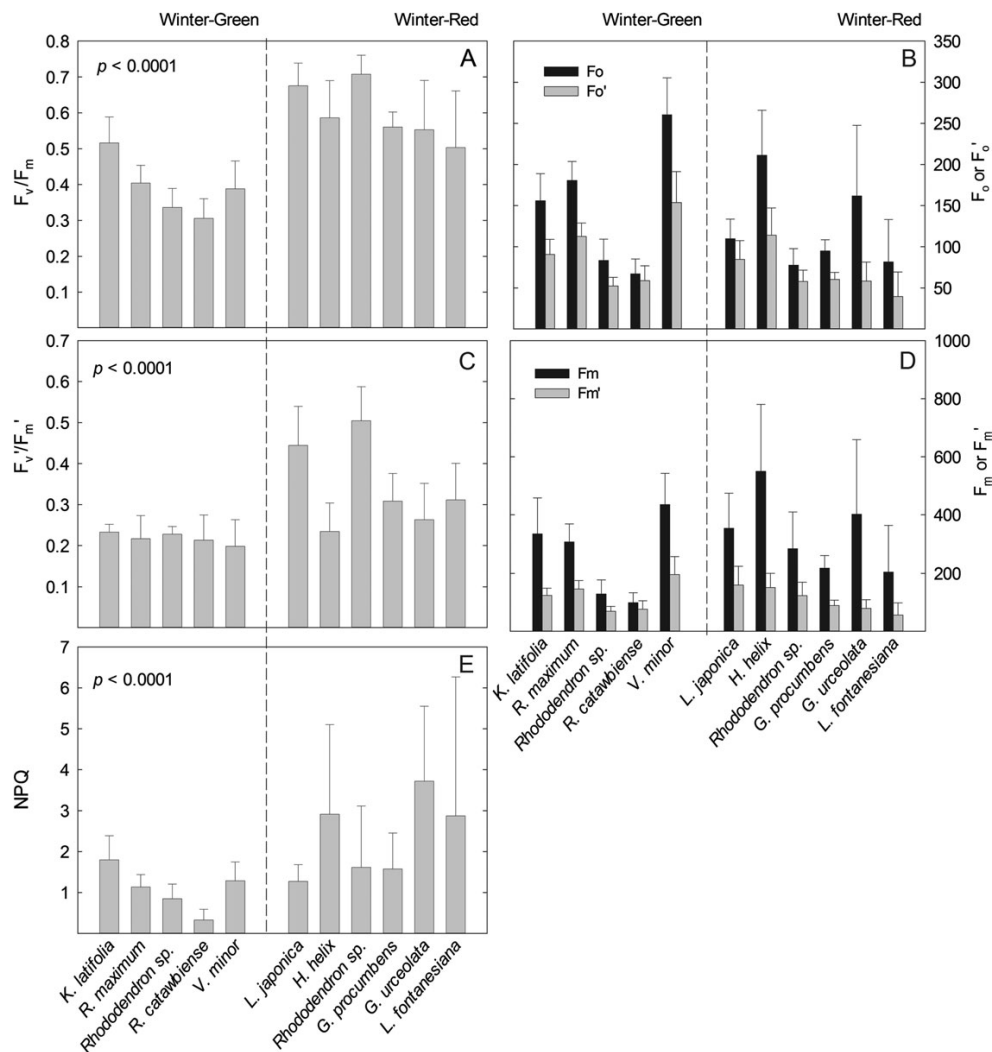 Winter-Green Winter-Red Winter-Green Winter-Red
A
p < 0.0001
Fv/Fm
0.8
0.7
0.6
0.5
0.4
0.3
0.2
0.1
B
Fo
Fo'
Fo or Fo'
350
300
250
200
150
100
50
C
p < 0.0001
Fv'/Fm'
0.7
0.6
0.5
0.4
0.3
0.2
0.1
D
Fm
Fm'
Fm or Fm'
1000
800
600
400
200
K. latifolia
R. maximum
Rhododendron sp.
R. catawbiense
V. minor
L. japonica
H. helix
Rhododendron sp.
G. procumbens
G. urceolata
L. fontanesiana
E
p < 0.0001
NPQ
7
6
5
4
3
2
1
K. latifolia
R. maximum
Rhododendron sp.
R. catawbiense
V. minor
L. japonica
H. helix
Rhododendron sp.
G. procumbens
G. urceolata
L. fontanesiana